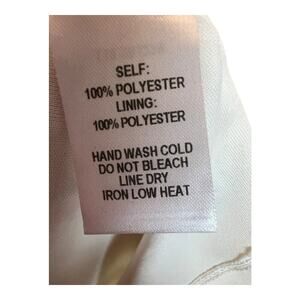 SELF:
100% POLYESTER
LINING:
100% POLYESTER
HAND WASH COLD
DO NOT BLEACH
LINE DRY
IRON LOW HEAT